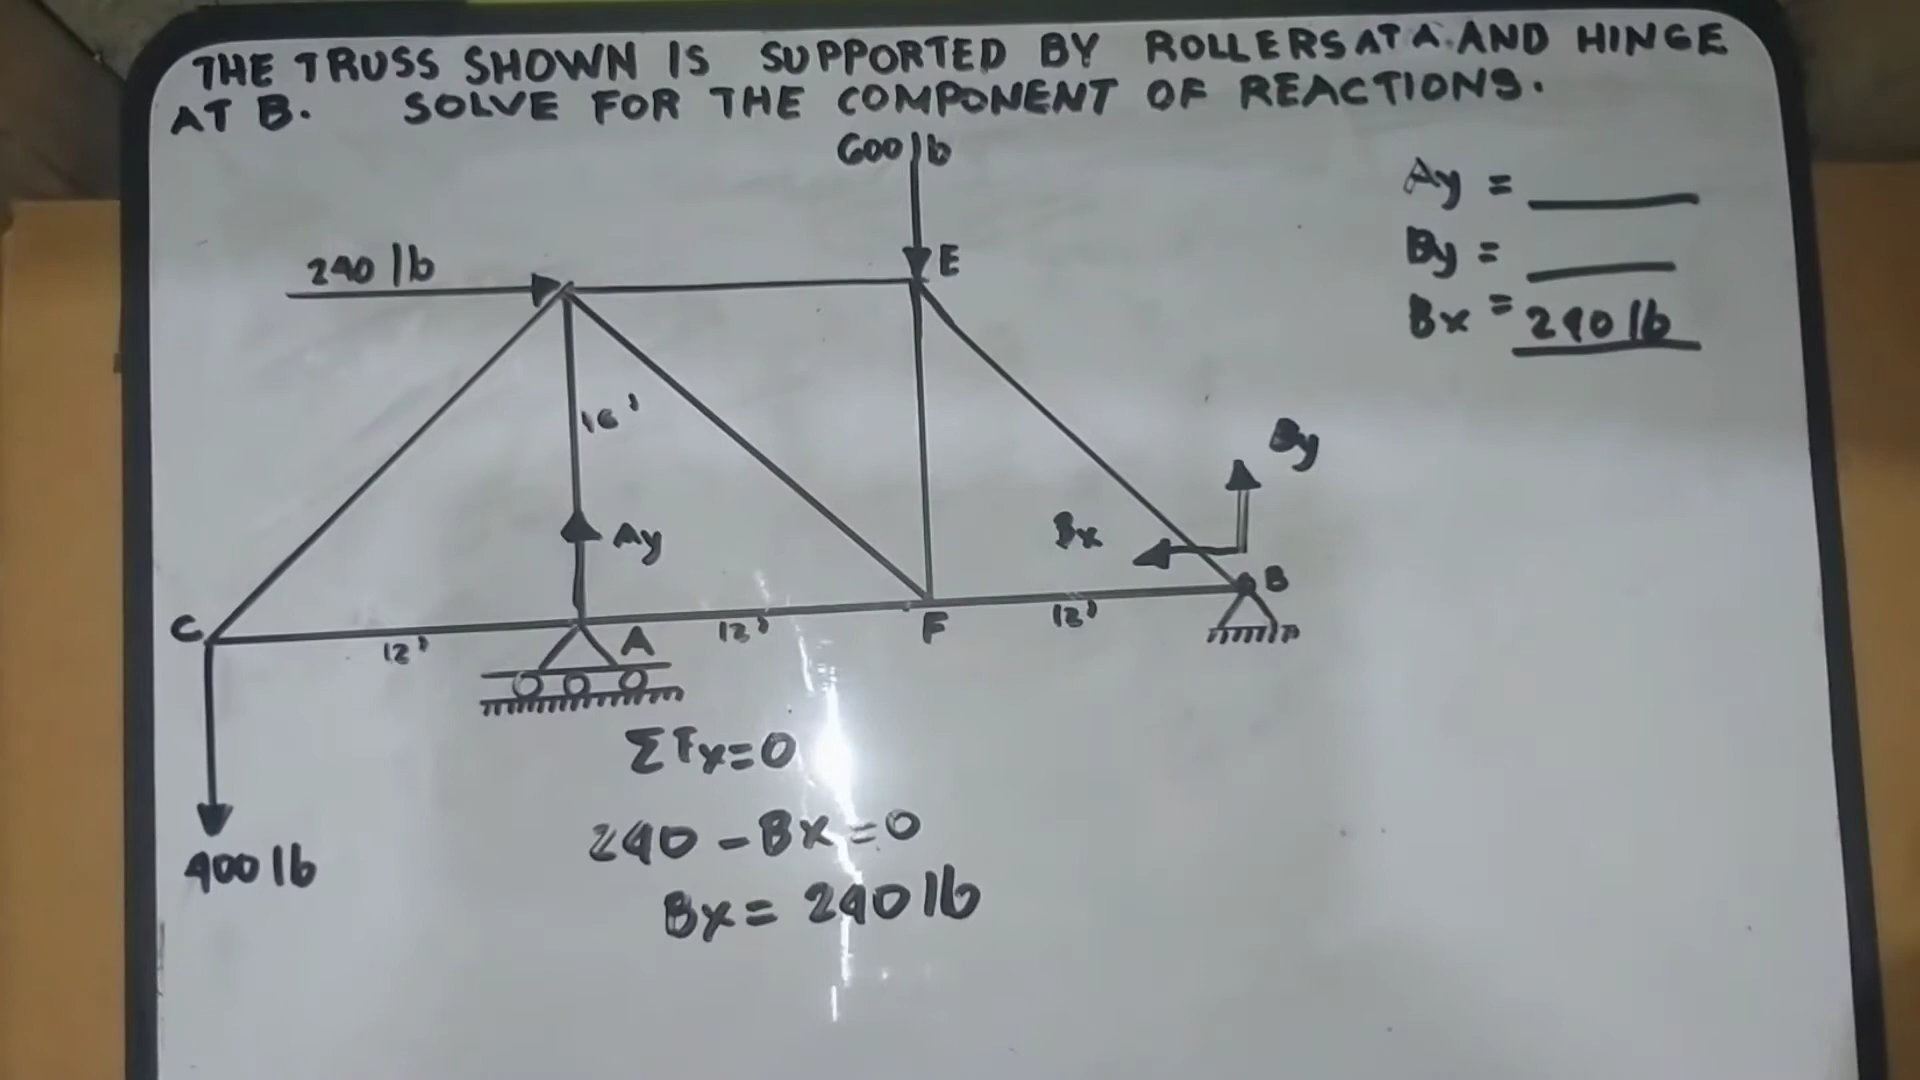 THE TRUSS SHOWN IS SUPPORTED BY ROLLERS AT A AND HINGE
AT B. SOLVE FOR THE COMPONENT OF REACTIONS.
600 lb
Ay =
By =
Bx = 240 lb
240 lb
E
16'
By
Bx
Ay
B
C
12'
A
12'
F
12'
ΣFx=0
240 - Bx = 0
400 lb
Bx = 240 lb